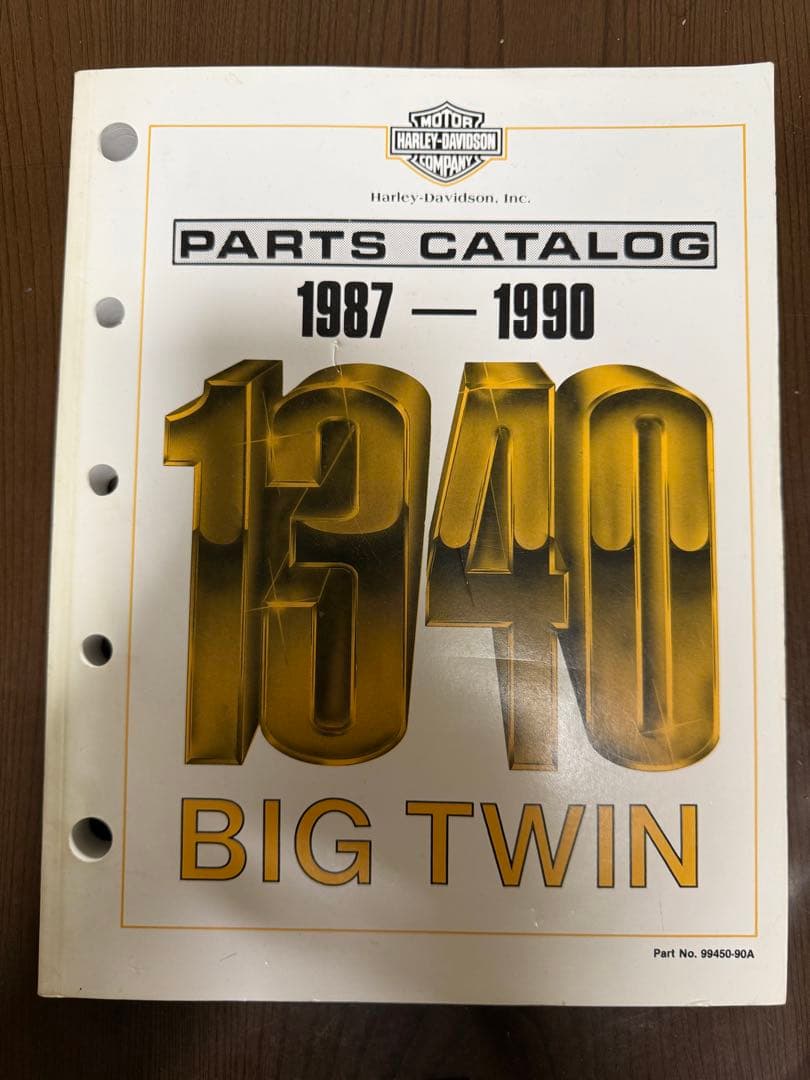 MOTOR
HARLEY-DAVIDSON
COMPANY
Harley-Davidson, Inc.
PARTS CATALOG
1987 — 1990
1340
BIG TWIN
Part No. 99450-90A